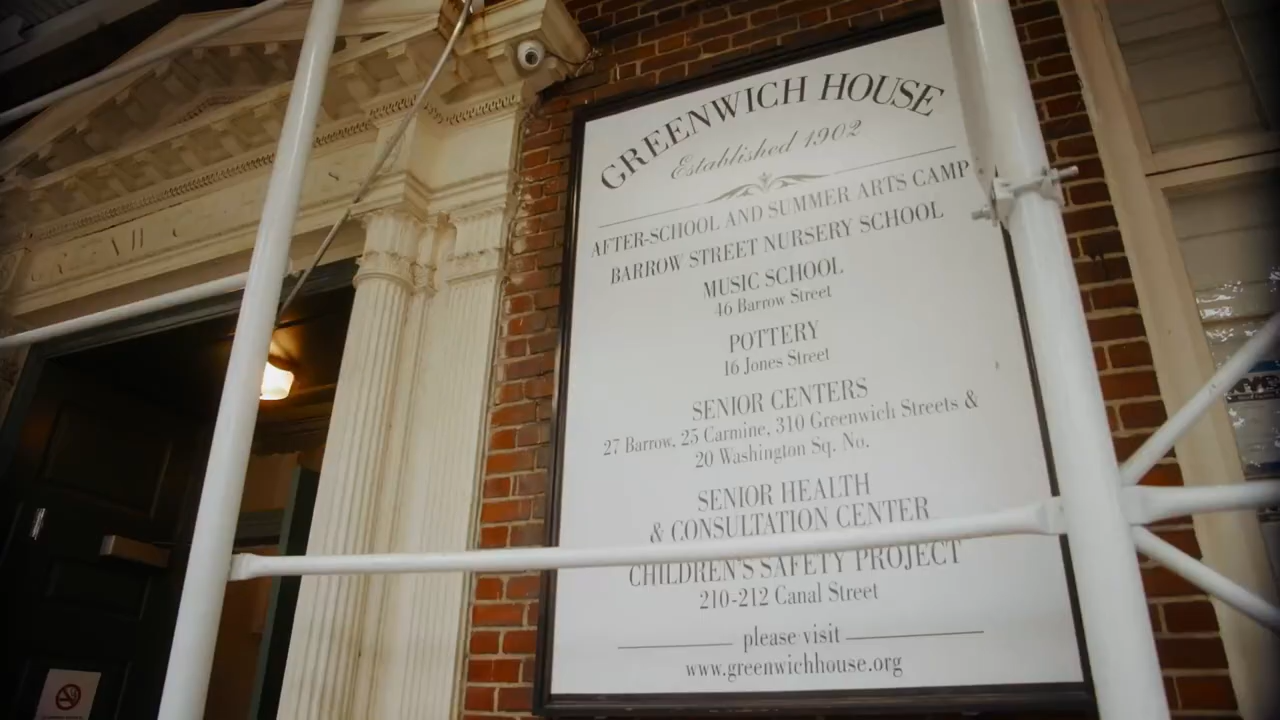 GREENWICH HOUSE
Established 1902
AFTER-SCHOOL AND SUMMER ARTS CAMP
BARROW STREET NURSERY SCHOOL
MUSIC SCHOOL
46 Barrow Street
POTTERY
16 Jones Street
SENIOR CENTERS
27 Barrow, 25 Carmine, 310 Greenwich Streets &
20 Washington Sq. No.
SENIOR HEALTH
& CONSULTATION CENTER
CHILDREN'S SAFETY PROJECT
210-212 Canal Street
please visit
www.greenwichhouse.org